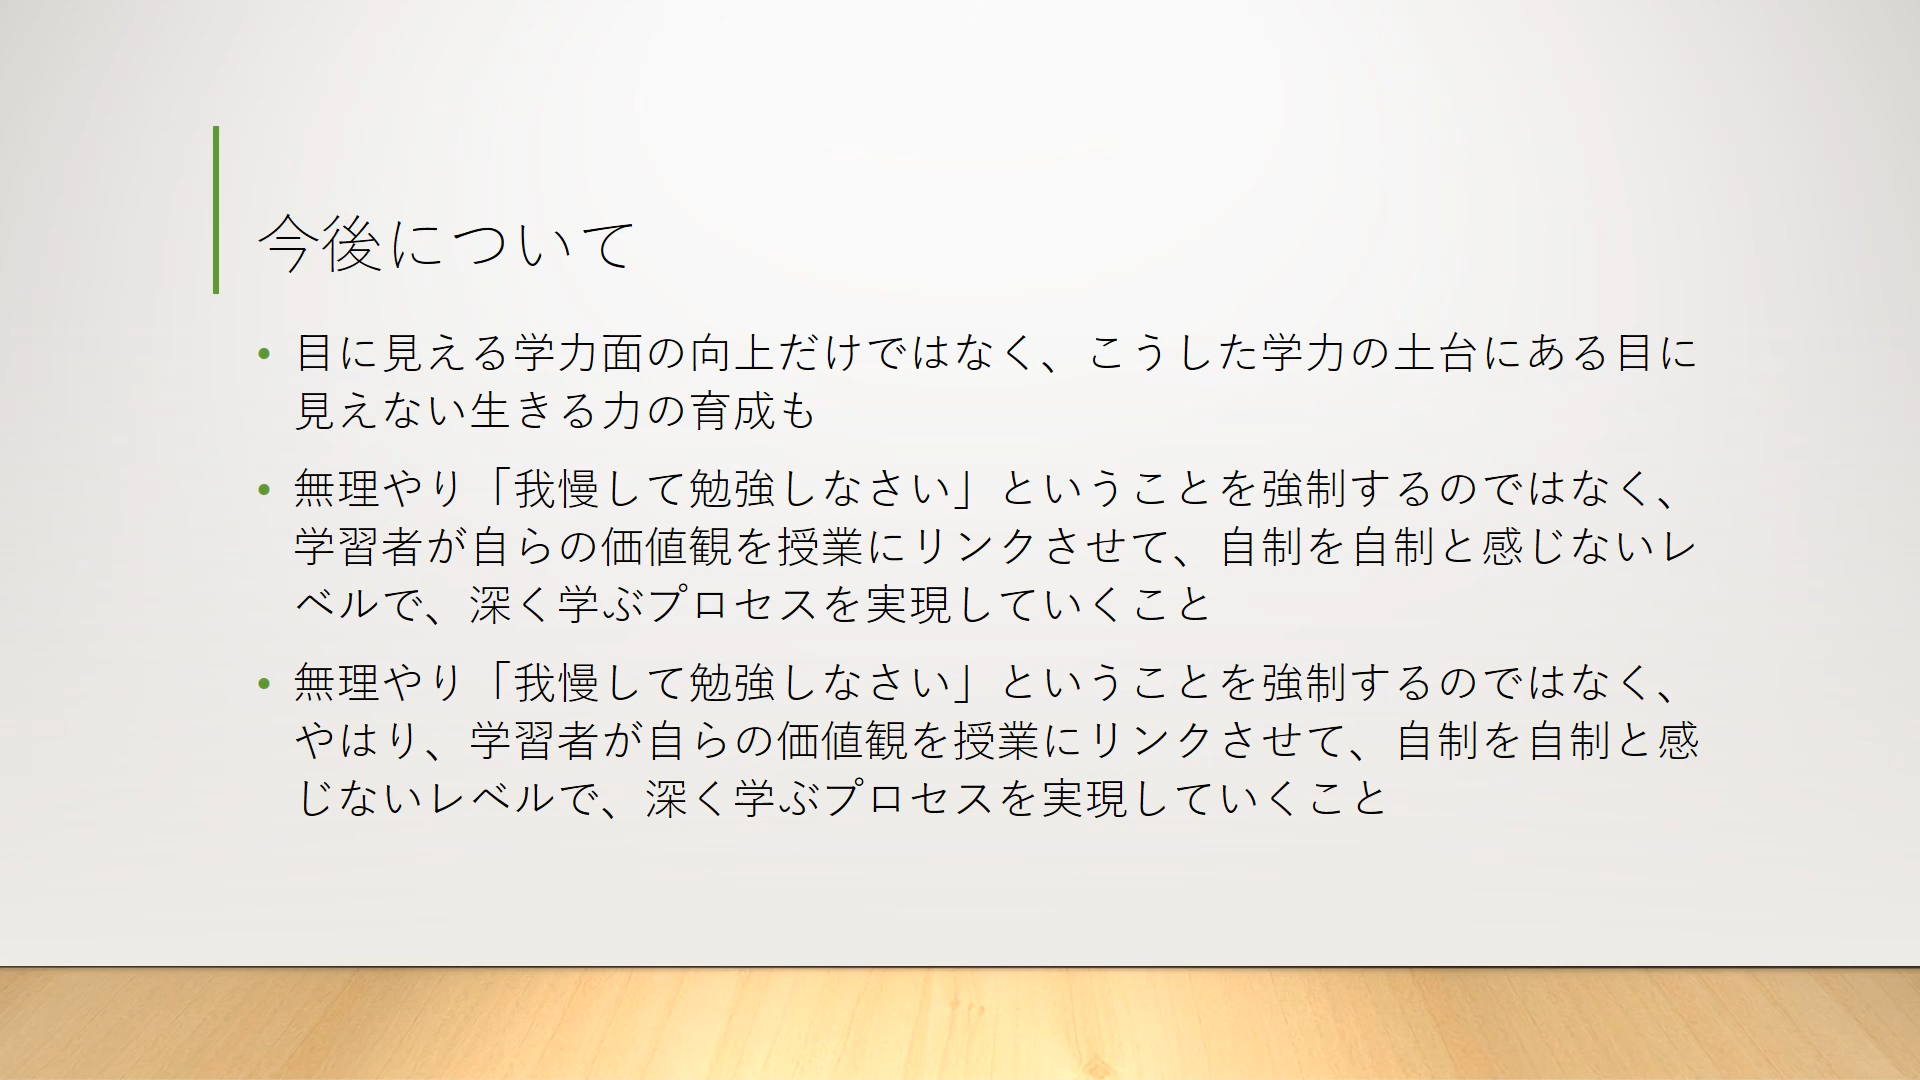 今後について
• 目に見える学力面の向上だけではなく、こうした学力の土台にある目に
見えない生きる力の育成も
• 無理やり「我慢して勉強しなさい」ということを強制するのではなく、
学習者が自らの価値観を授業にリンクさせて、自制を自制と感じないレ
ベルで、深く学ぶプロセスを実現していくこと
• 無理やり「我慢して勉強しなさい」ということを強制するのではなく、
やはり、学習者が自らの価値観を授業にリンクさせて、自制を自制と感
じないレベルで、深く学ぶプロセスを実現していくこと